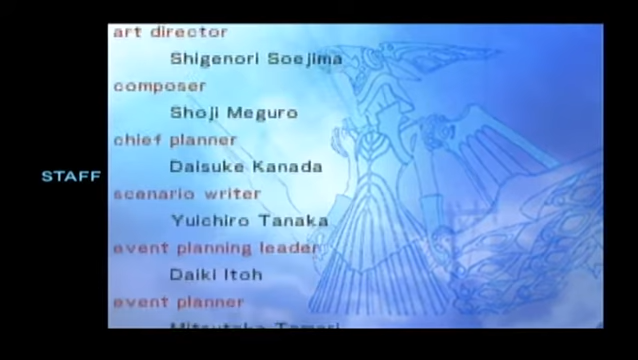 art director
Shigenori Soejima
composer
Shoji Meguro
chief planner
Daisuke Kanada
STAFF
scenario writer
Yuichiro Tanaka
event planning leader
Daiki Itoh
event planner